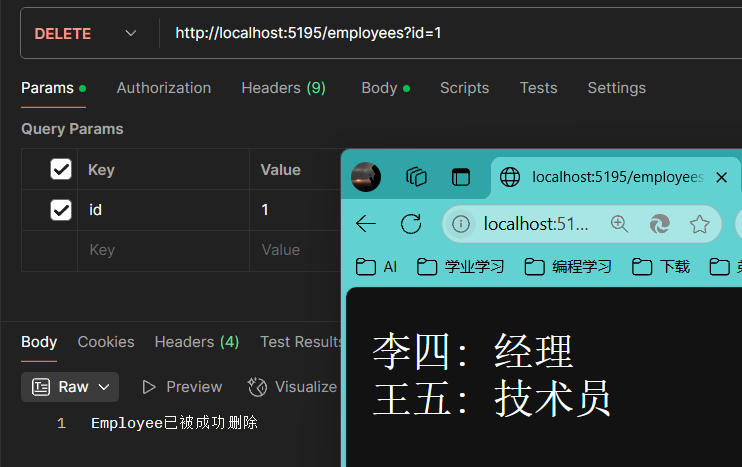 DELETE http://localhost:5195/employees?id=1
Params Authorization Headers (9) Body Scripts Tests Settings
Query Params
Key Value
id 1
Key Value
localhost:5195/employees
localhost:51...
AI 学业学习 编程学习 下载
Body Cookies Headers (4) Test Results
Raw Preview Visualize
1 Employee已被成功删除
李四：经理
王五：技术员